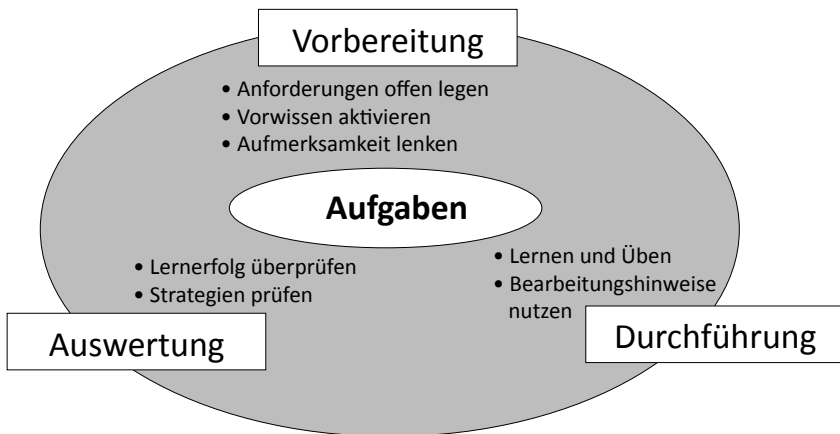 Vorbereitung
• Anforderungen offen legen
• Vorwissen aktivieren
• Aufmerksamkeit lenken
Aufgaben
• Lernerfolg überprüfen
• Strategien prüfen
Auswertung
• Lernen und Üben
• Bearbeitungshinweise
nutzen
Durchführung